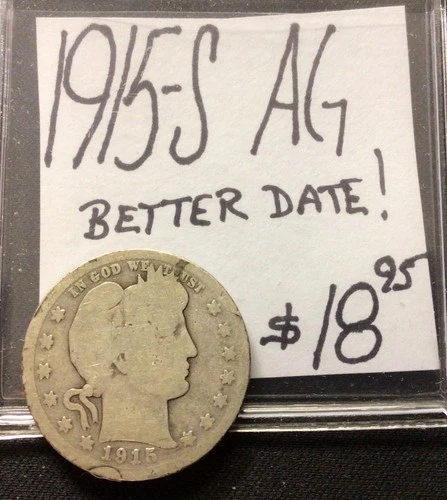 1915-S AG
BETTER DATE!
$18.95
IN GOD WE TRUST
1915